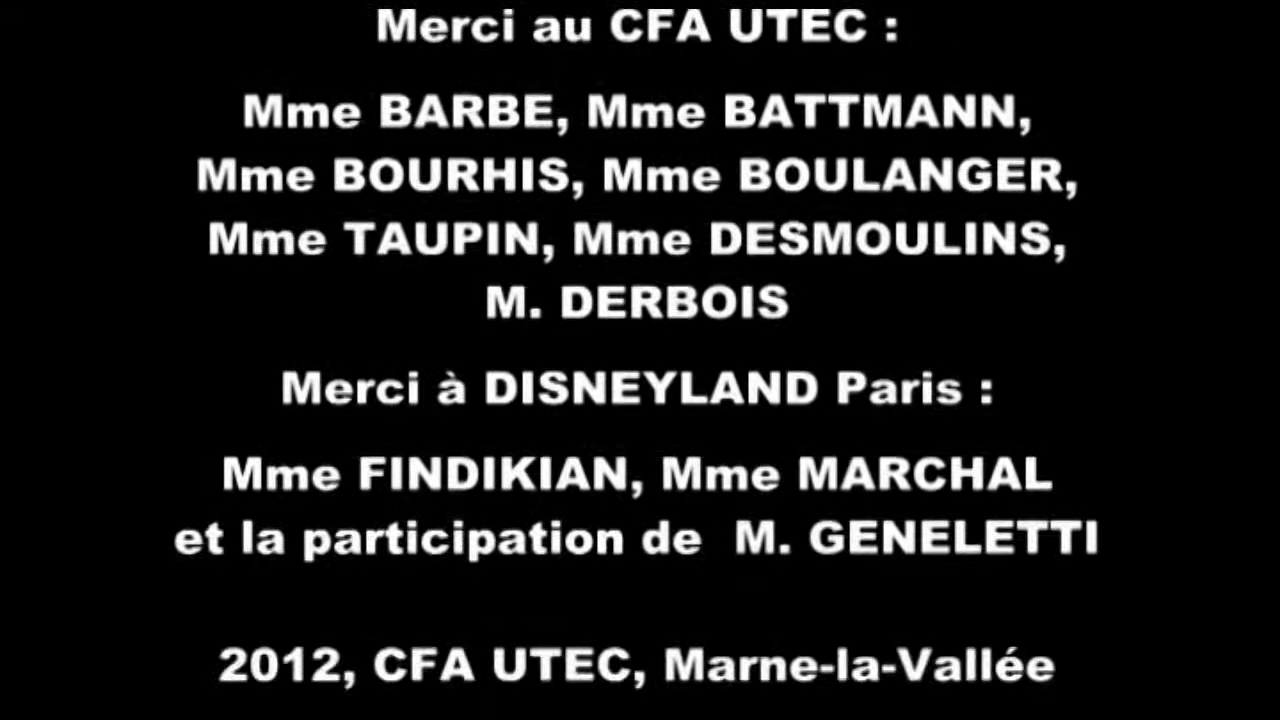 Merci au CFA UTEC :
Mme BARBE, Mme BATTMANN,
Mme BOURHIS, Mme BOULANGER,
Mme TAUPIN, Mme DESMOULINS,
M. DERBOIS
Merci à DISNEYLAND Paris :
Mme FINDIKIAN, Mme MARCHAL
et la participation de  M. GENELETTI
2012, CFA UTEC, Marne-la-Vallée